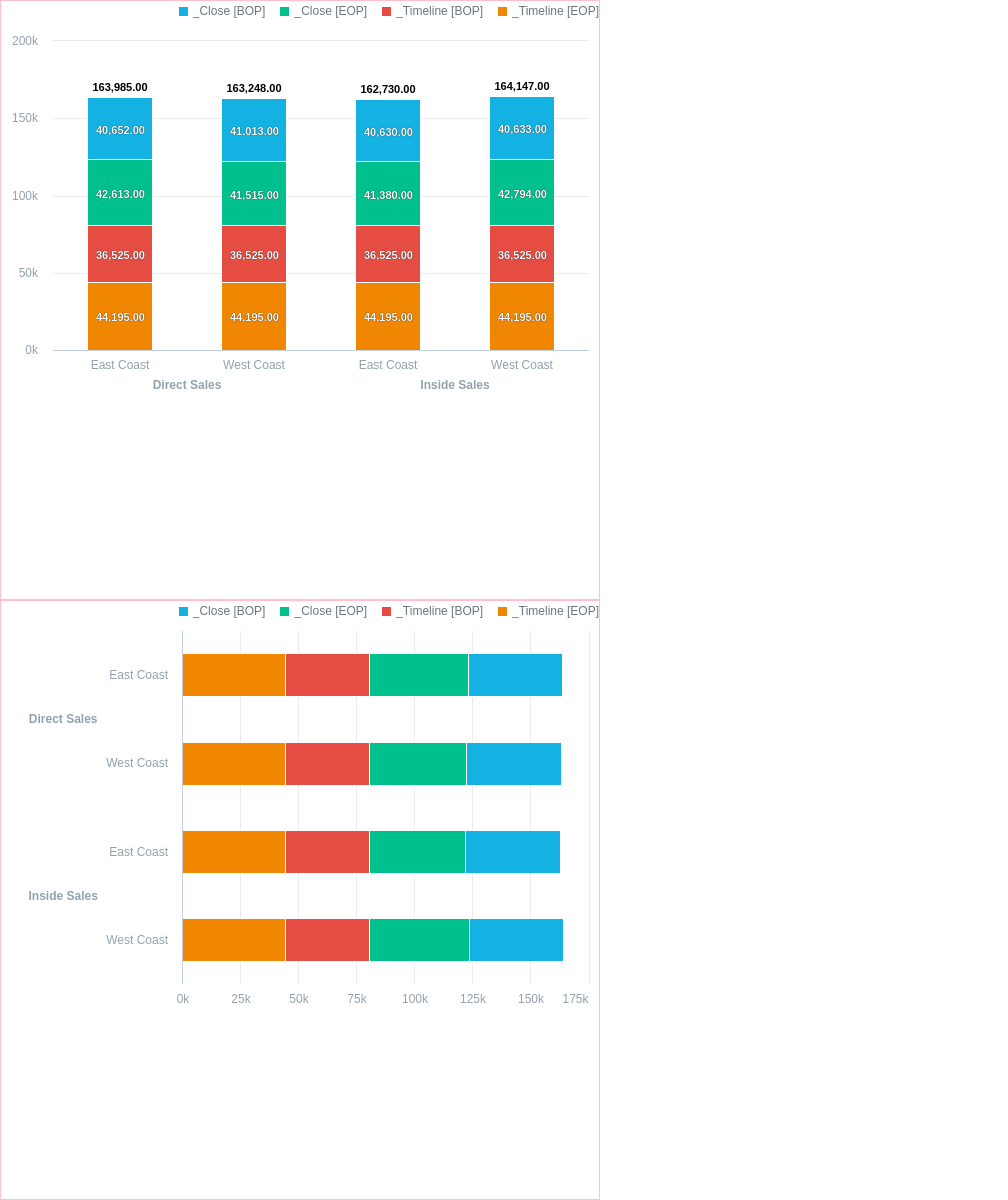 _Close [BOP] _Close [EOP] _Timeline [BOP] _Timeline [EOP]
200k
163,985.00 163,248.00 162,730.00 164,147.00
150k
40,652.00 41,013.00 40,630.00 40,633.00
100k
42,613.00 41,515.00 41,380.00 42,794.00
50k
36,525.00 36,525.00 36,525.00 36,525.00
44,195.00 44,195.00 44,195.00 44,195.00
0k
East Coast West Coast East Coast West Coast
Direct Sales Inside Sales
_Close [BOP] _Close [EOP] _Timeline [BOP] _Timeline [EOP]
East Coast
Direct Sales
West Coast
East Coast
Inside Sales
West Coast
0k 25k 50k 75k 100k 125k 150k 175k